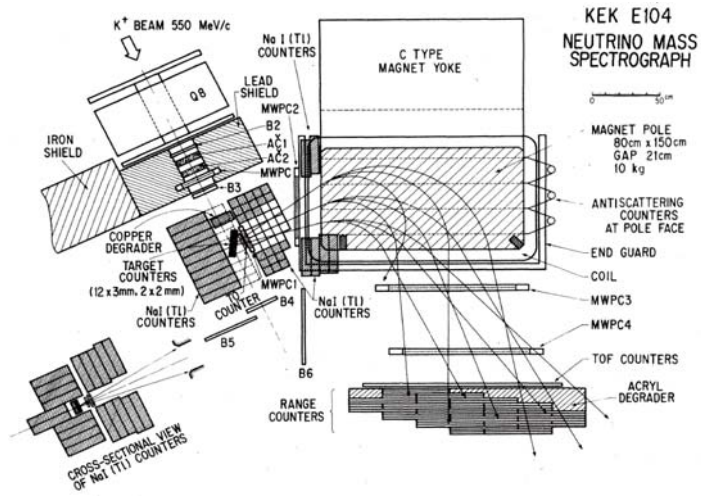 KEK E104
NEUTRINO MASS
SPECTROGRAPH
0
50cm
K+ BEAM 550 MeV/c
Na I (Tl)
COUNTERS
C TYPE
MAGNET YOKE
Q8
LEAD
SHIELD
B2
AC1
AC2
B3
MWPC2
MWPC
IRON
SHIELD
MAGNET POLE
80cm x 150cm
GAP 21cm
10 kg
ANTISCATTERING
COUNTERS
AT POLE FACE
END GUARD
COIL
COPPER
DEGRADER
TARGET
COUNTERS
(12 x 3mm, 2 x 2mm)
NaI (Tl)
COUNTERS
TD
COUNTER
MWPC1
B4
NaI (Tl)
COUNTERS
B5
B6
MWPC3
MWPC4
TOF COUNTERS
ACRYL
DEGRADER
RANGE
COUNTERS
CROSS-SECTIONAL VIEW
OF NaI (Tl) COUNTERS